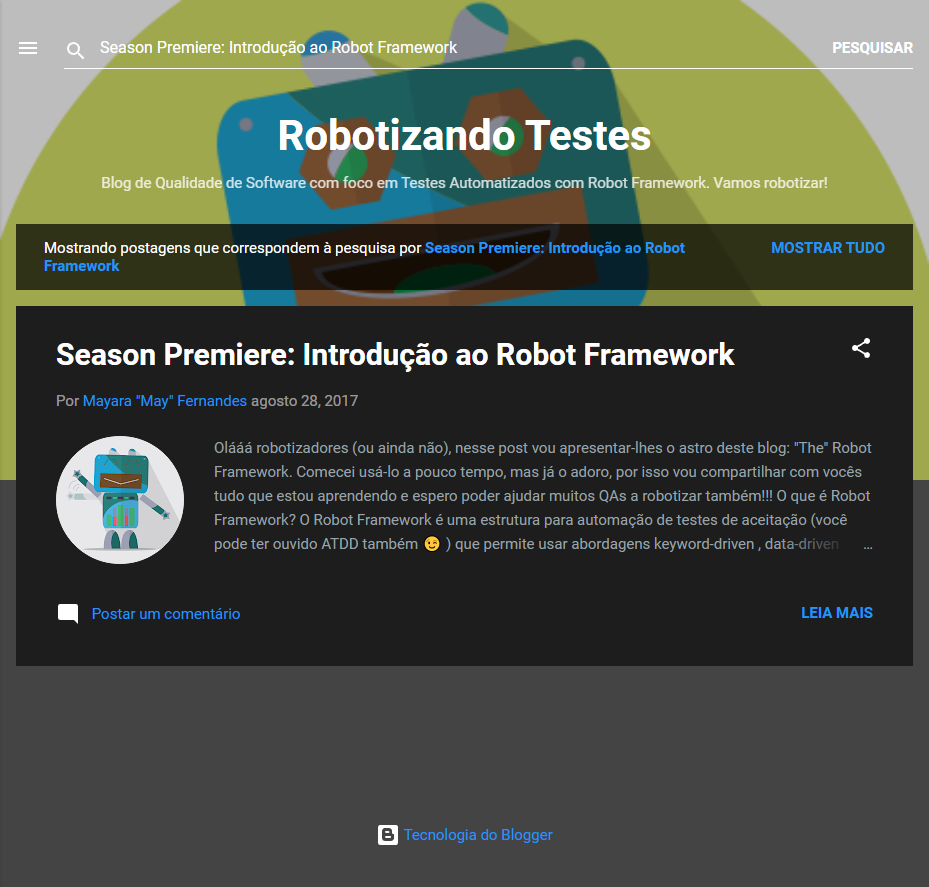 Season Premiere: Introdução ao Robot Framework
PESQUISAR
Robotizando Testes
Blog de Qualidade de Software com foco em Testes Automatizados com Robot Framework. Vamos robotizar!
Mostrando postagens que correspondem à pesquisa por Season Premiere: Introdução ao Robot
Framework
MOSTRAR TUDO
Season Premiere: Introdução ao Robot Framework
Por Mayara "May" Fernandes agosto 28, 2017
Olááá robotizadores (ou ainda não), nesse post vou apresentar-lhes o astro deste blog: "The" Robot
Framework. Comecei usá-lo a pouco tempo, mas já o adoro, por isso vou compartilhar com vocês
tudo que estou aprendendo e espero poder ajudar muitos QAs a robotizar também!!! O que é Robot
Framework? O Robot Framework é uma estrutura para automação de testes de aceitação (você
pode ter ouvido ATDD também 😉 ) que permite usar abordagens keyword-driven , data-driven ...
Postar um comentário
LEIA MAIS
Tecnologia do Blogger